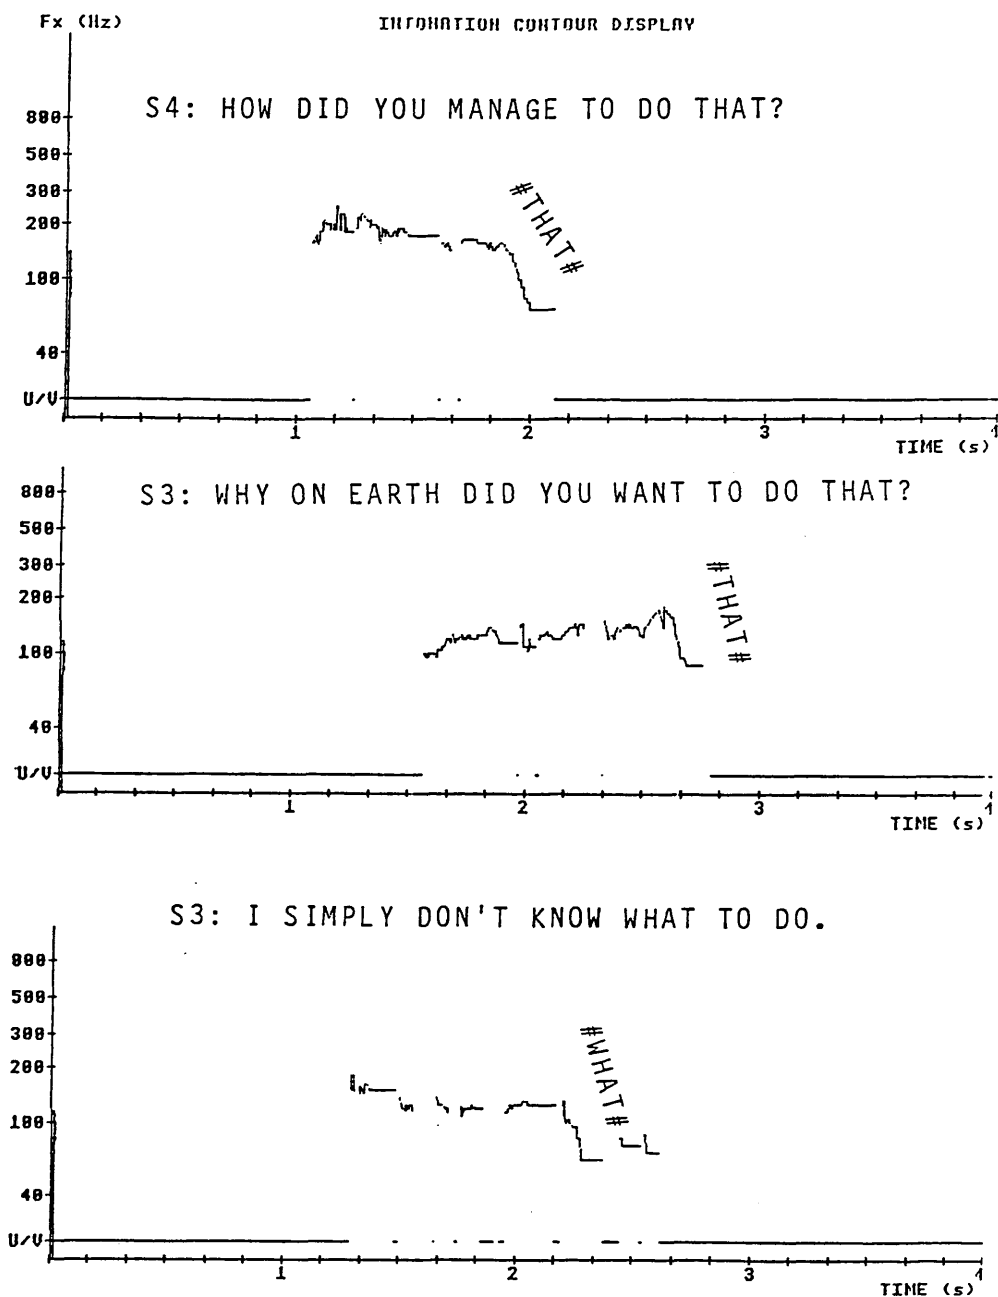 Fx (Hz)
INTONATION CONTOUR DISPLAY
S4: HOW DID YOU MANAGE TO DO THAT?
800
500
300
200
100
40
U/V
#THAT#
1 2 3 4
TIME (s)
S3: WHY ON EARTH DID YOU WANT TO DO THAT?
800
500
300
200
100
40
U/V
#THAT#
1 2 3 4
TIME (s)
S3: I SIMPLY DON'T KNOW WHAT TO DO.
800
500
300
200
100
40
U/V
#WHAT#
1 2 3 4
TIME (s)